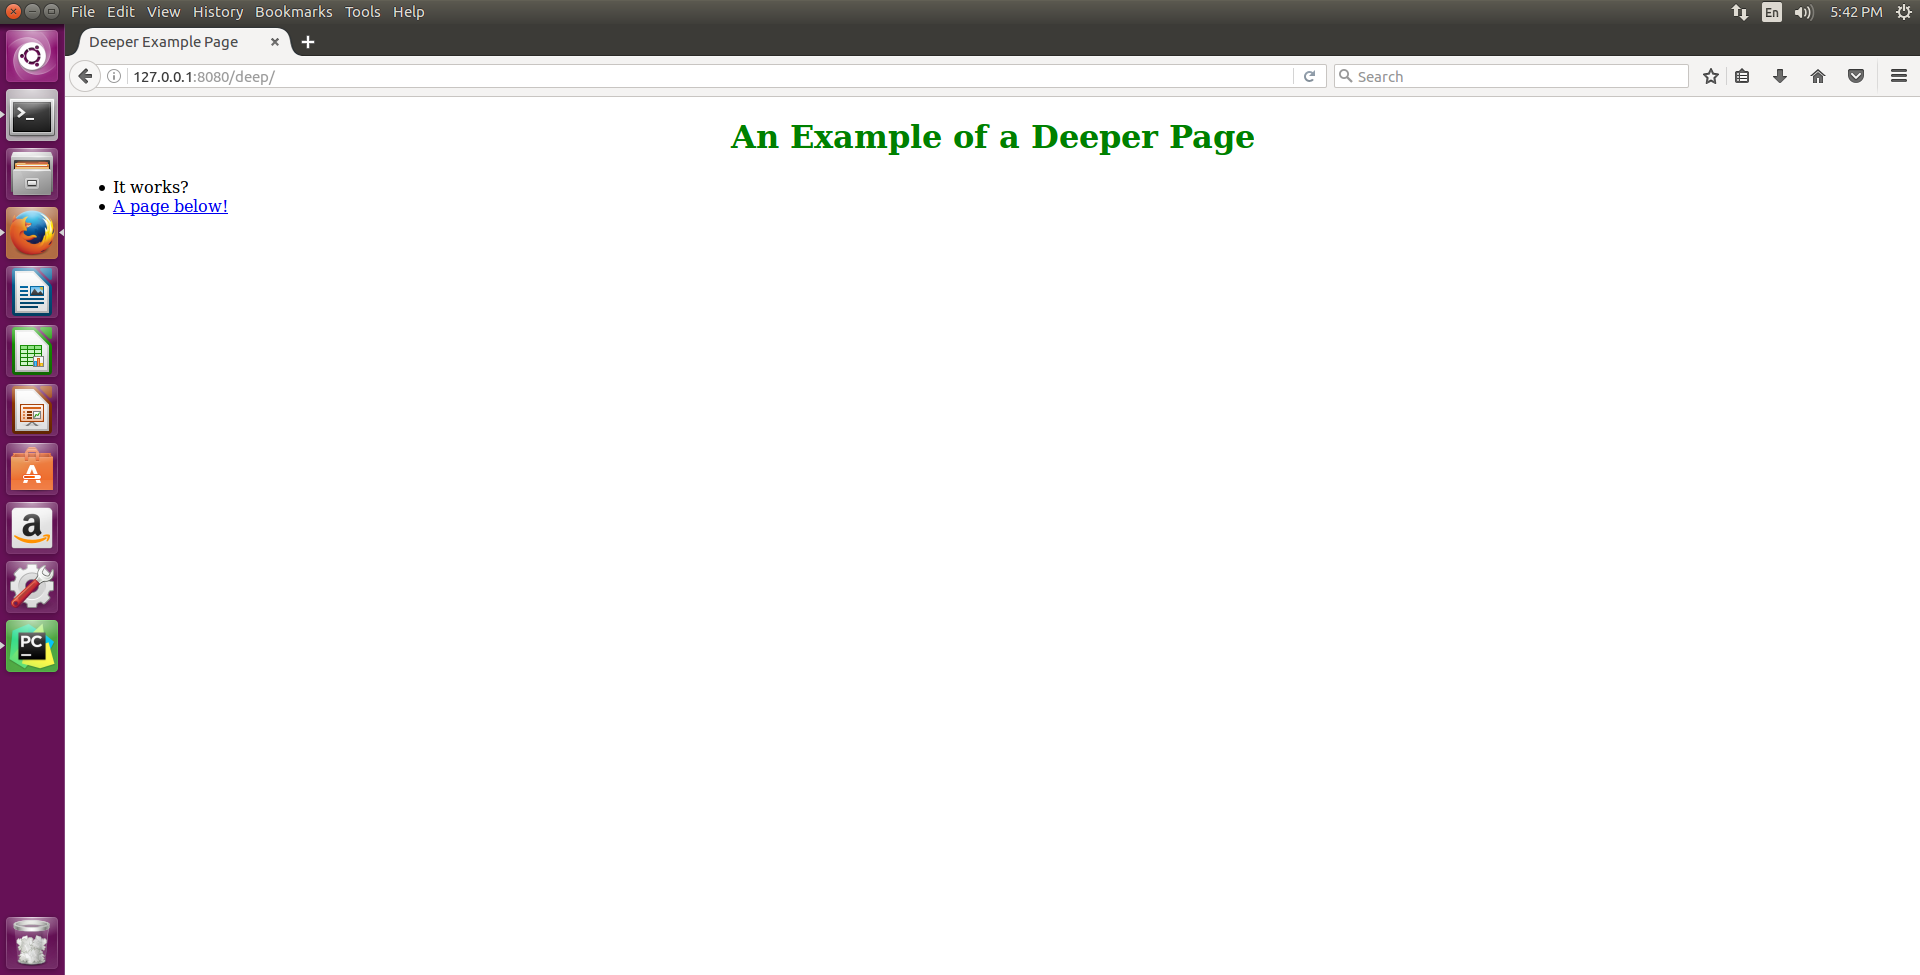 File Edit View History Bookmarks Tools Help
En
5:42 PM
Deeper Example Page
127.0.0.1:8080/deep/
Search
An Example of a Deeper Page
It works?
A page below!
>_
A
a
PC